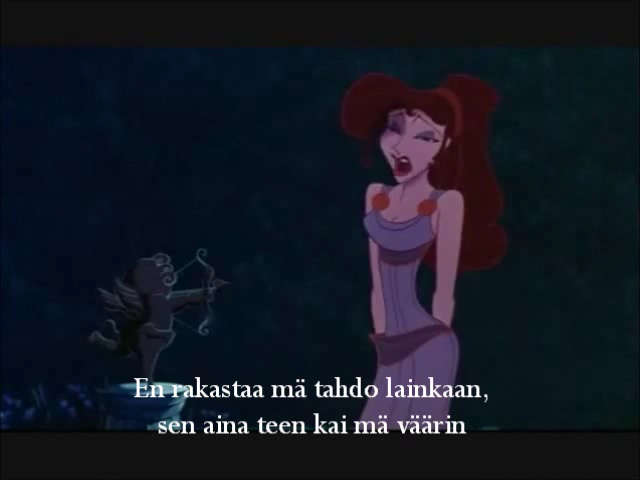 En rakastaa mä tahdo lainkaan,
sen aina teen kai mä väärin